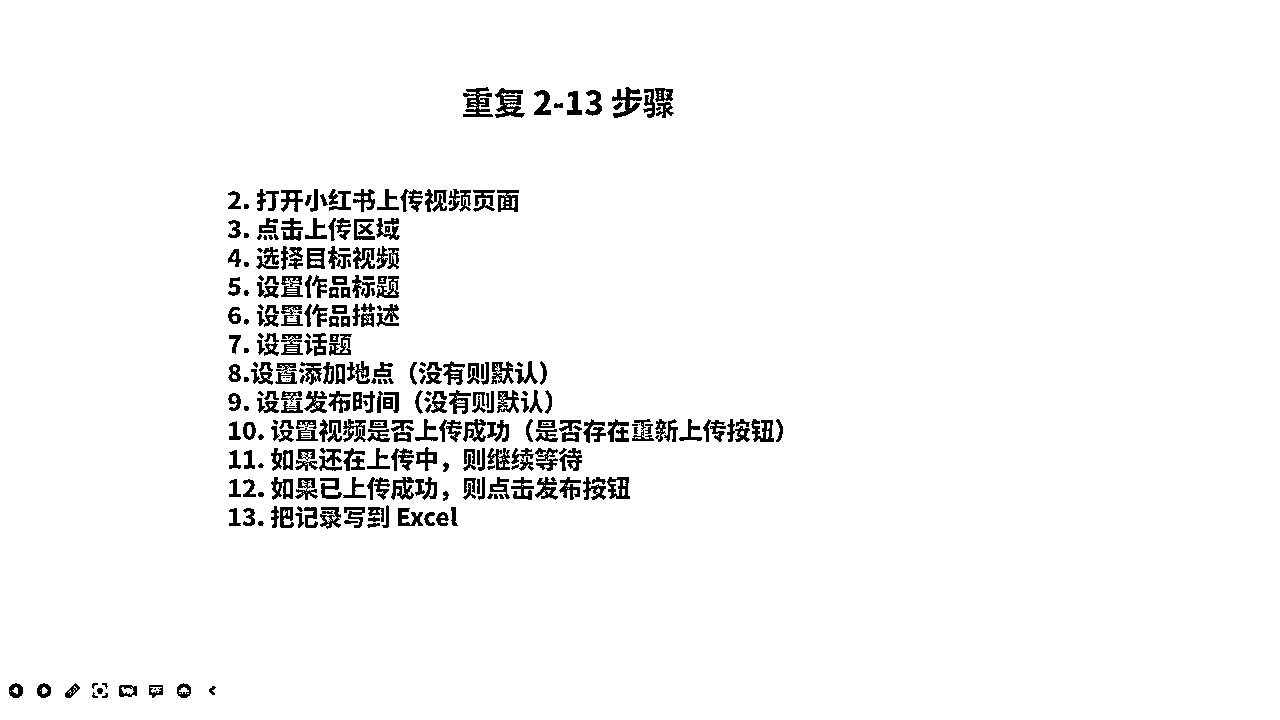 重复 2-13 步骤
2. 打开小红书上传视频页面
3. 点击上传区域
4. 选择目标视频
5. 设置作品标题
6. 设置作品描述
7. 设置话题
8.设置添加地点（没有则默认）
9. 设置发布时间（没有则默认）
10. 设置视频是否上传成功（是否存在重新上传按钮）
11. 如果还在上传中，则继续等待
12. 如果已上传成功，则点击发布按钮
13. 把记录写到 Excel